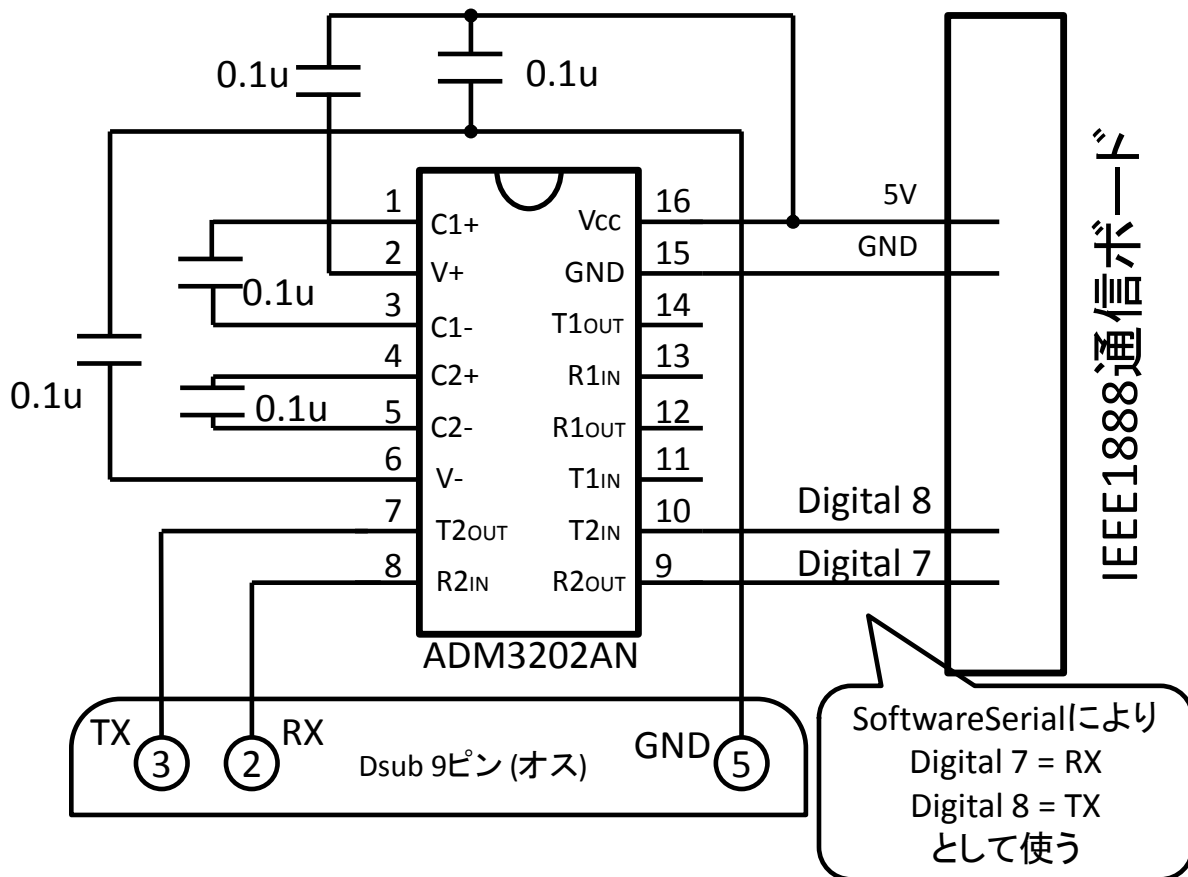 0.1u
0.1u
0.1u
0.1u
0.1u
1
2
3
4
5
6
7
8
C1+
V+
C1-
C2+
C2-
V-
T2OUT
R2IN
Vcc
GND
T1OUT
R1IN
R1OUT
T1IN
T2IN
R2OUT
16
15
14
13
12
11
10
9
5V
GND
Digital 8
Digital 7
IEEE1888通信ボード
ADM3202AN
TX
3
2
RX
Dsub 9ピン (オス)
GND
5
SoftwareSerialにより
Digital 7 = RX
Digital 8 = TX
として使う